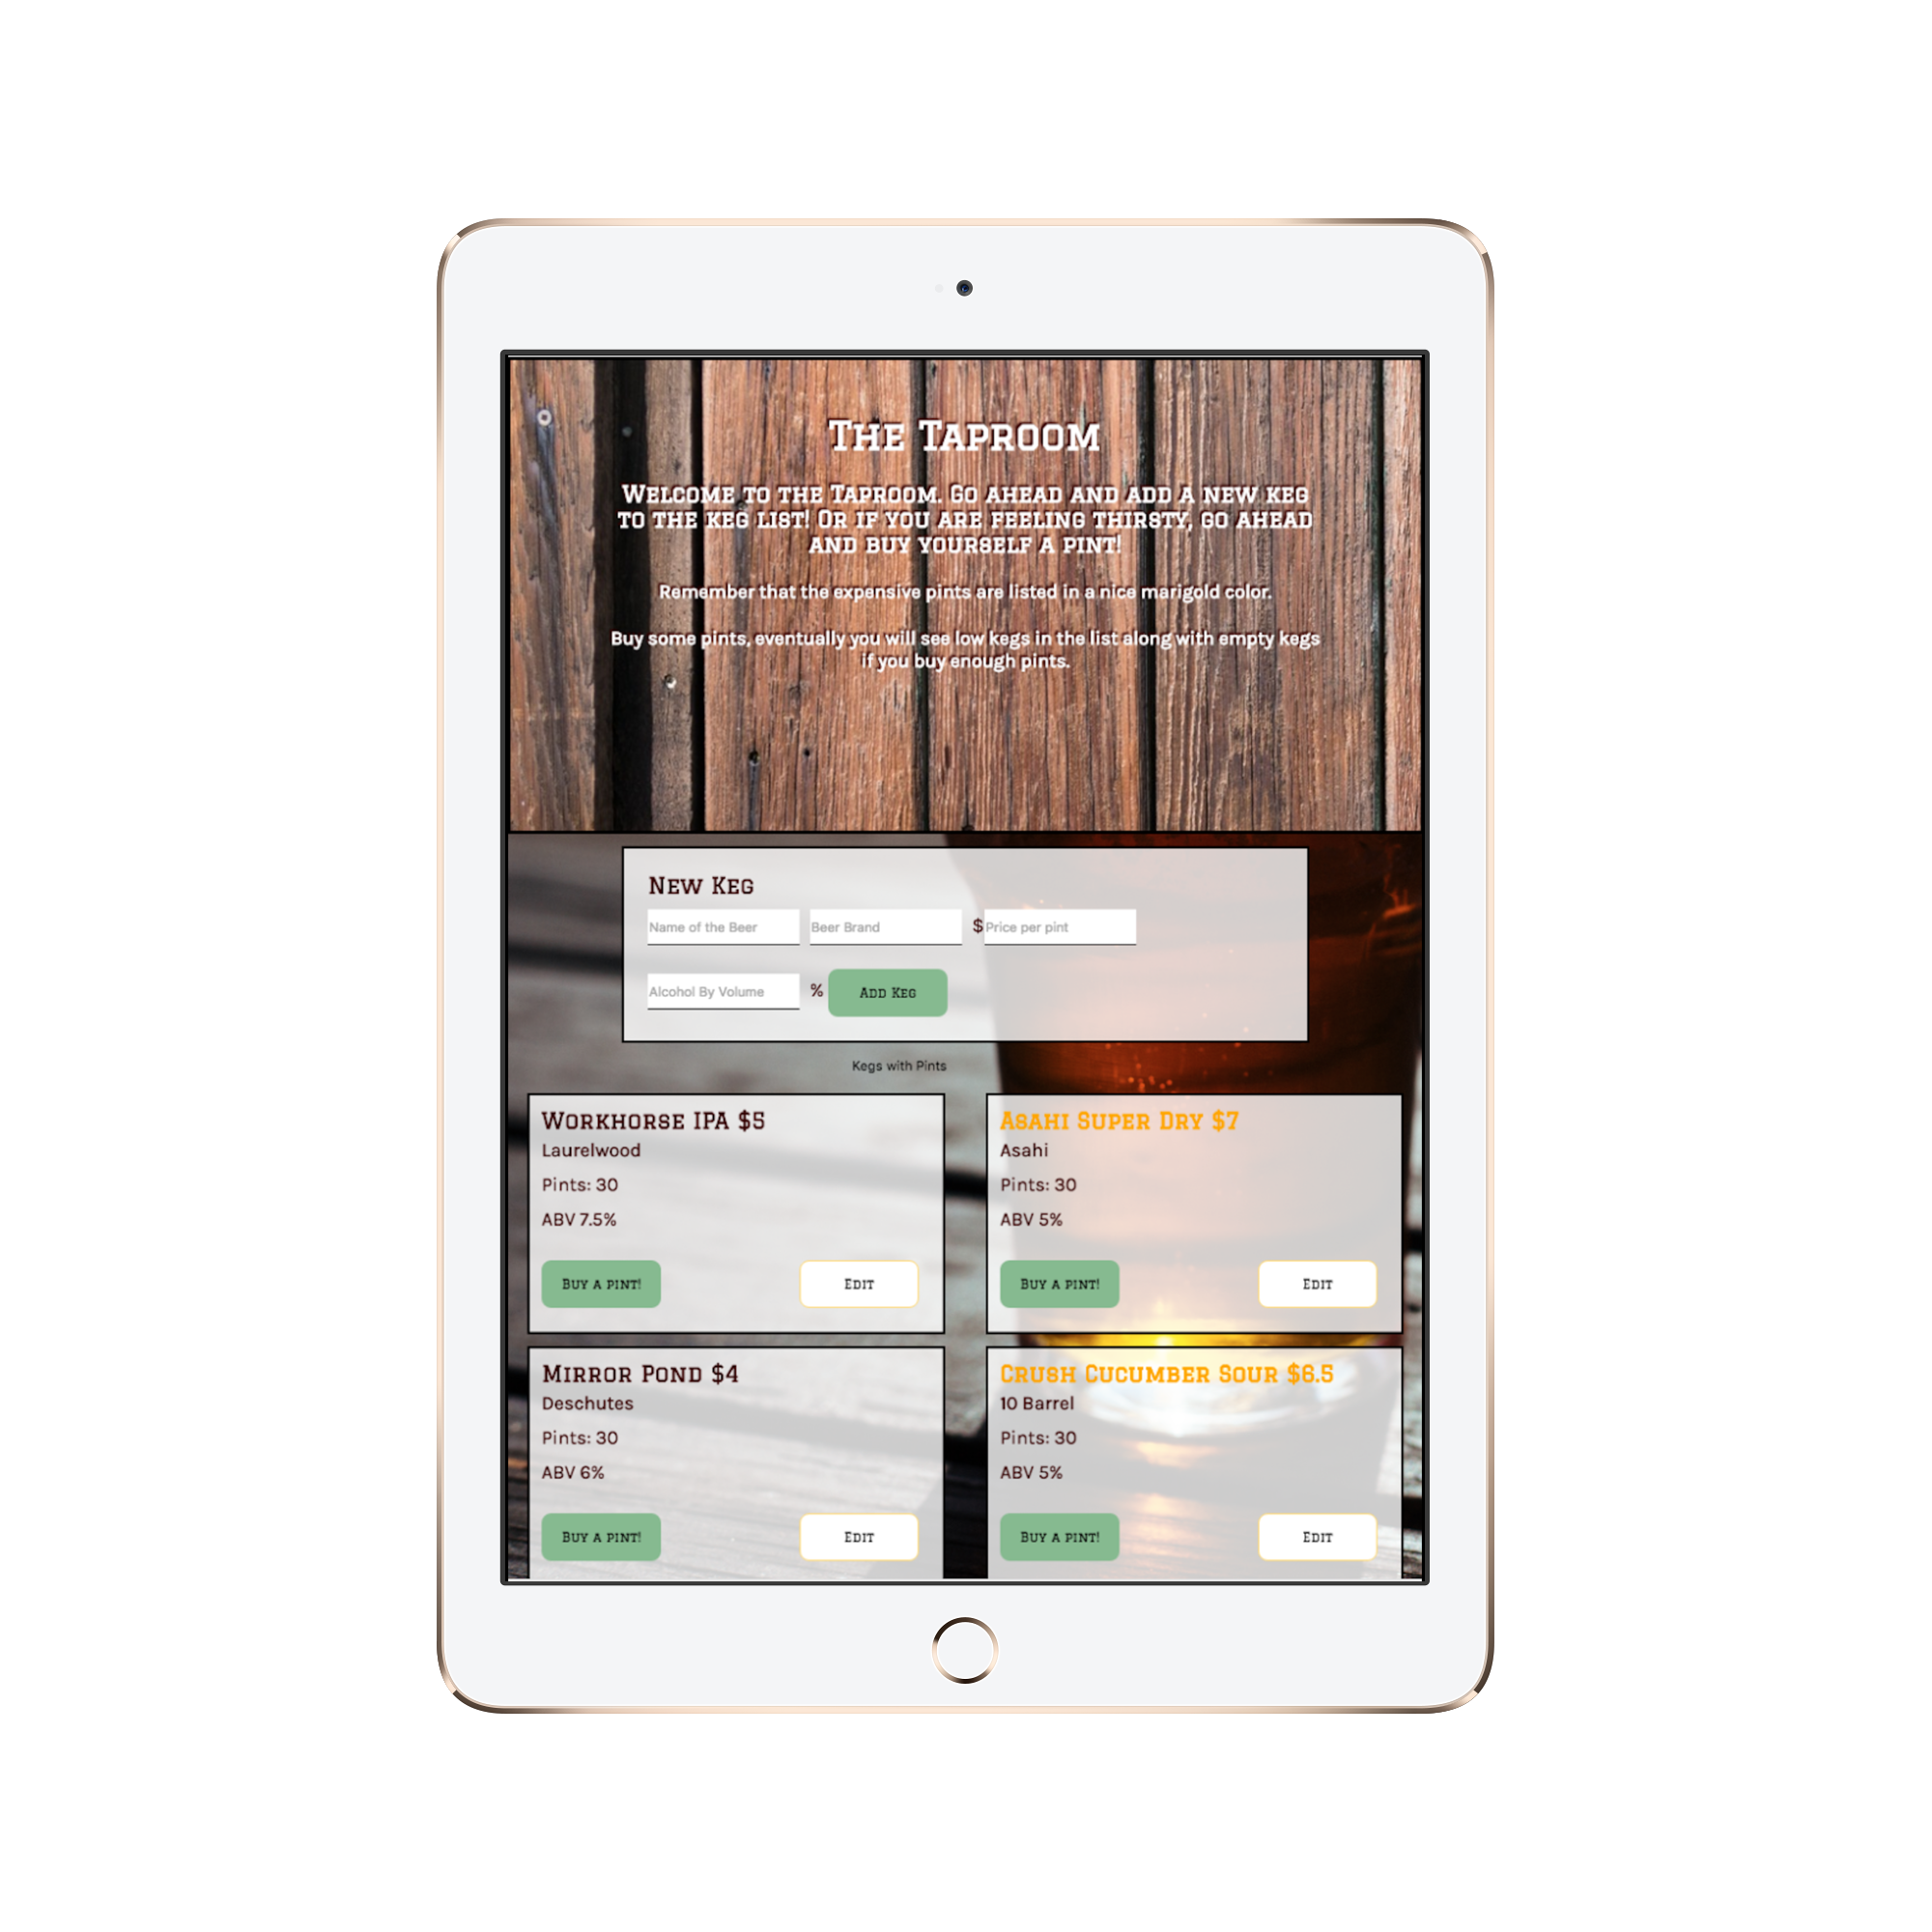 The Taproom
Welcome to the Taproom. Go ahead and add a new keg
to the keg list! Or if you are feeling thirsty, go ahead
and buy yourself a pint!
Remember that the expensive pints are listed in a nice marigold color.
Buy some pints, eventually you will see low kegs in the list along with empty kegs
if you buy enough pints.
New Keg
Name of the Beer Beer Brand $ Price per pint
Alcohol By Volume % Add Keg
Kegs with Pints
Workhorse IPA $5
Laurelwood
Pints: 30
ABV 7.5%
Buy a pint! Edit
Asahi Super Dry $7
Asahi
Pints: 30
ABV 5%
Buy a pint! Edit
Mirror Pond $4
Deschutes
Pints: 30
ABV 6%
Buy a pint! Edit
Crush Cucumber Sour $6.5
10 Barrel
Pints: 30
ABV 5%
Buy a pint! Edit